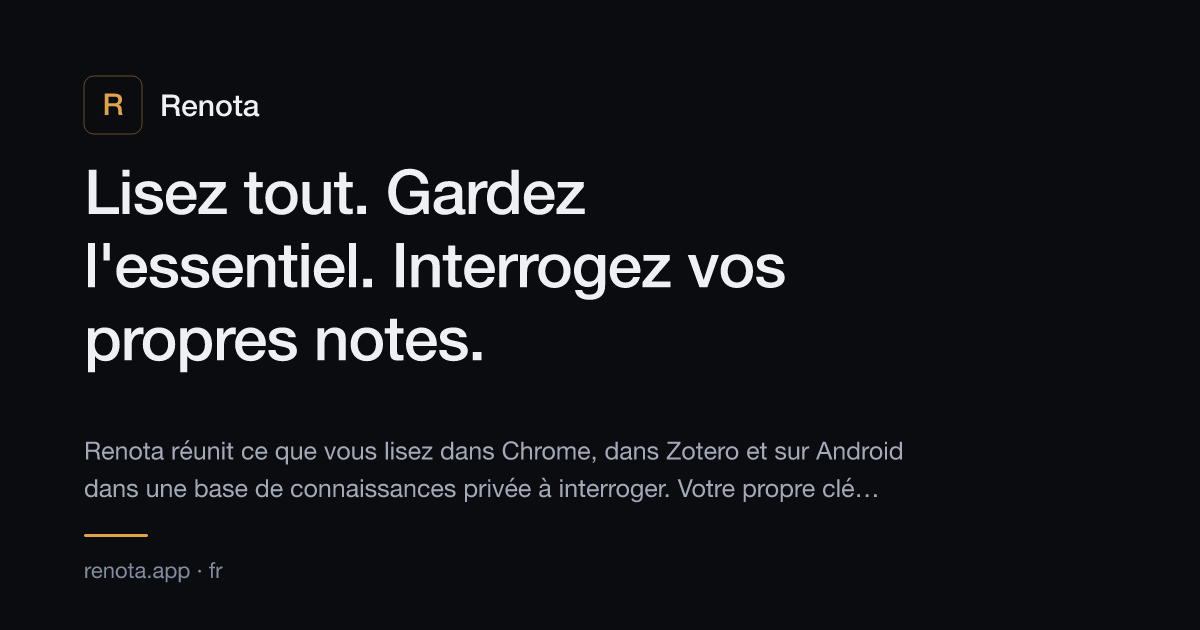 R
Renota
Lisez tout. Gardez
l'essentiel. Interrogez vos
propres notes.
Renota réunit ce que vous lisez dans Chrome, dans Zotero et sur Android
dans une base de connaissances privée à interroger. Votre propre clé…
renota.app · fr